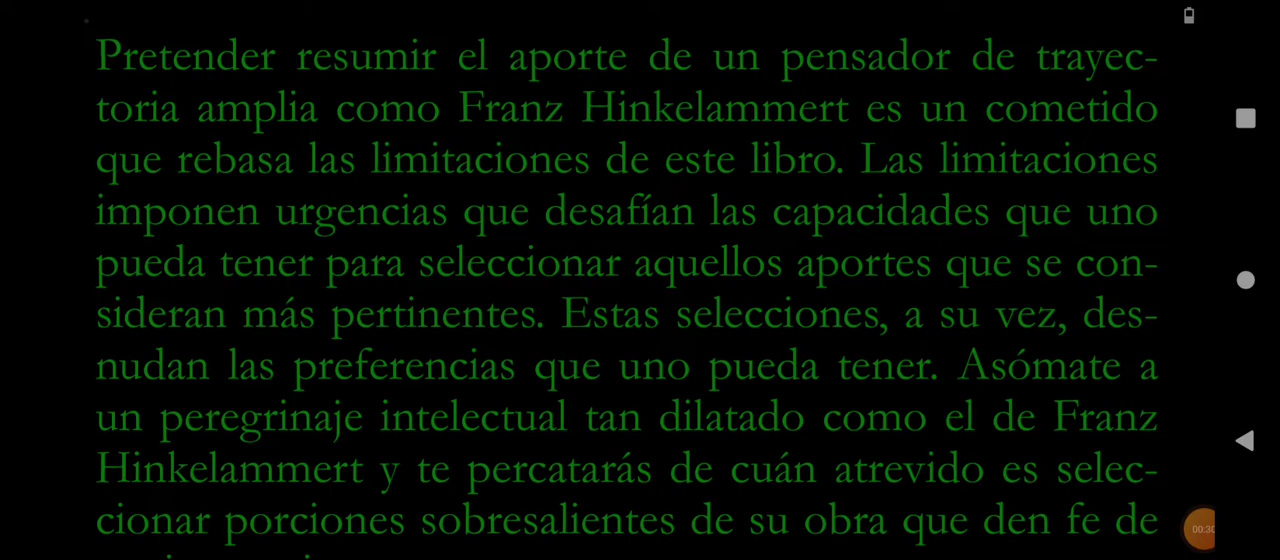 Pretender resumir el aporte de un pensador de trayec-
toria amplia como Franz Hinkelammert es un cometido
que rebasa las limitaciones de este libro. Las limitaciones
imponen urgencias que desafían las capacidades que uno
pueda tener para seleccionar aquellos aportes que se con-
sideran más pertinentes. Estas selecciones, a su vez, des-
nudan las preferencias que uno pueda tener. Asómate a
un peregrinaje intelectual tan dilatado como el de Franz
Hinkelammert y te percatarás de cuán atrevido es selec-
cionar porciones sobresalientes de su obra que den fe de
00:30